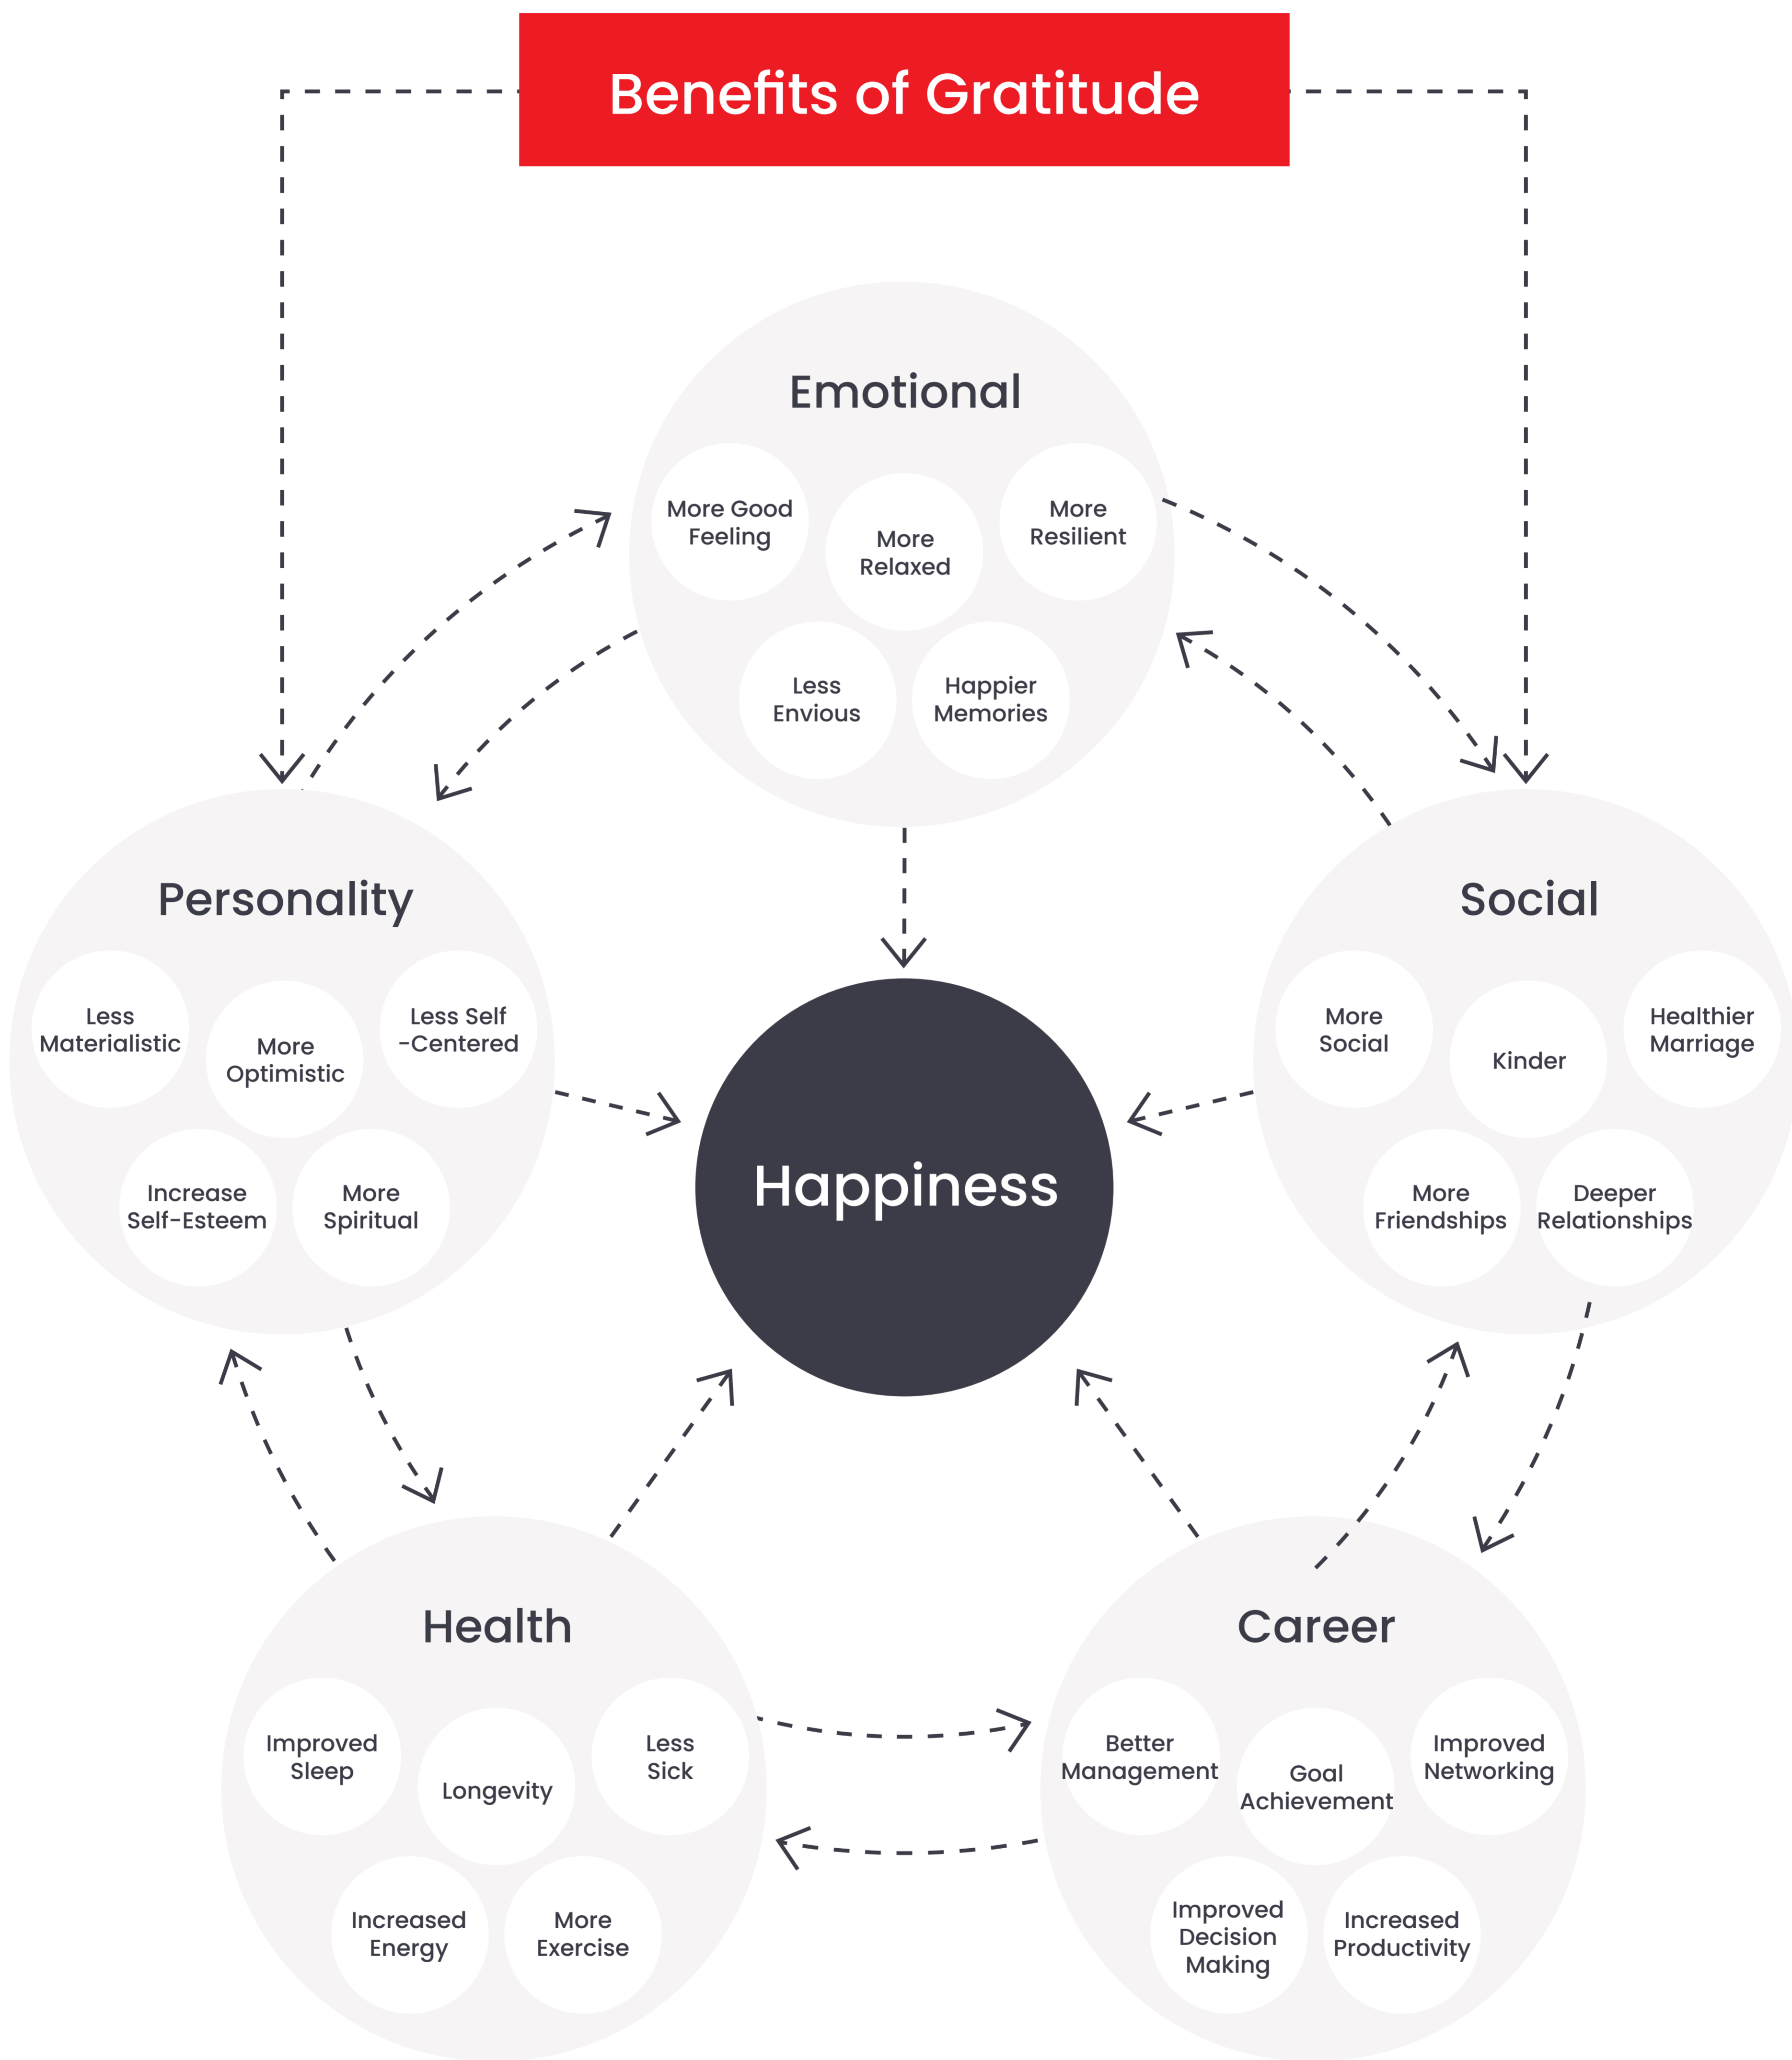 Benefits of Gratitude
Emotional
More Good
Feeling
More
Relaxed
More
Resilient
Less
Envious
Happier
Memories
Personality
Less
Materialistic
More
Optimistic
Less Self
-Centered
Increase
Self-Esteem
More
Spiritual
Happiness
Social
More
Social
Kinder
Healthier
Marriage
More
Friendships
Deeper
Relationships
Health
Improved
Sleep
Longevity
Less
Sick
Increased
Energy
More
Exercise
Career
Better
Management
Goal
Achievement
Improved
Networking
Improved
Decision
Making
Increased
Productivity